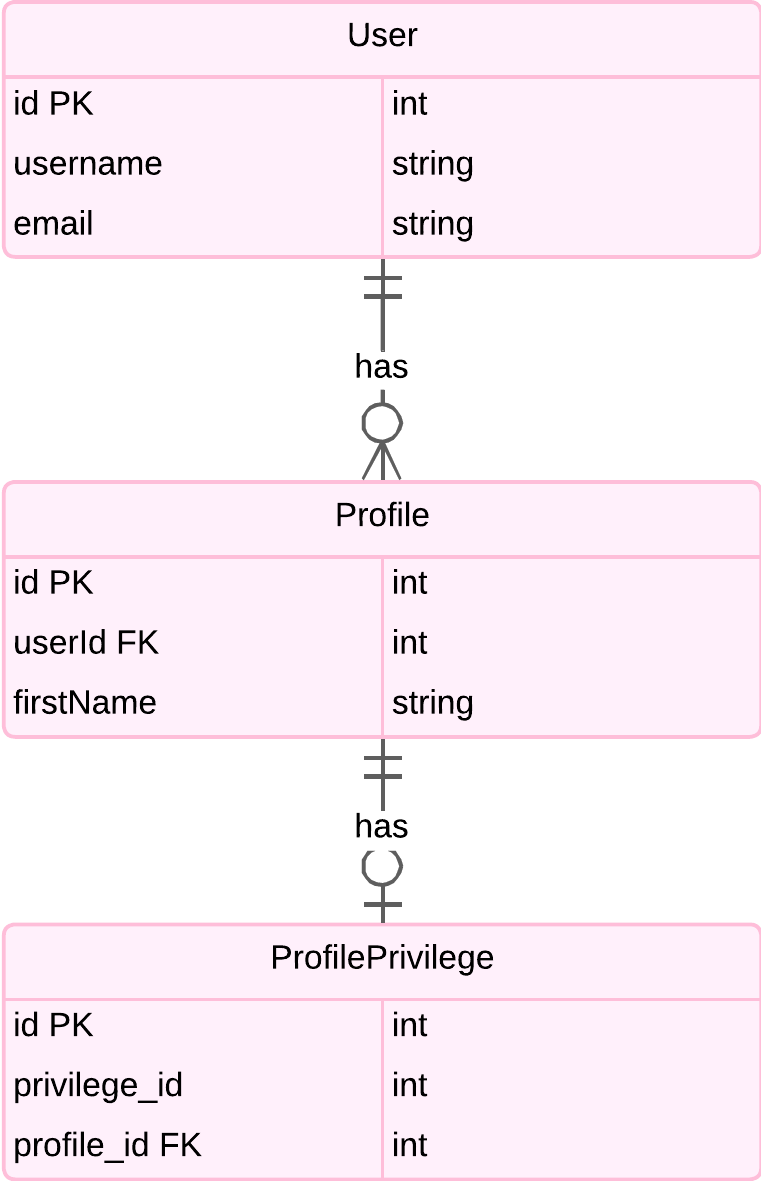 User
id PK int
username string
email string
has
Profile
id PK int
userId FK int
firstName string
has
ProfilePrivilege
id PK int
privilege_id int
profile_id FK int